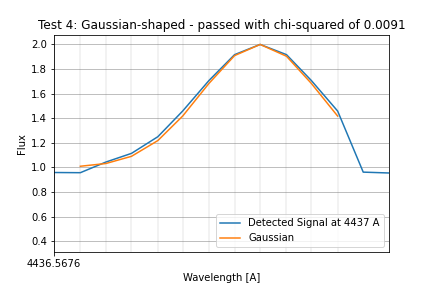 Test 4: Gaussian-shaped - passed with chi-squared of 0.0091
Flux
2.0
1.8
1.6
1.4
1.2
1.0
0.8
0.6
0.4
Detected Signal at 4437 A
Gaussian
4436.5676
Wavelength [A]